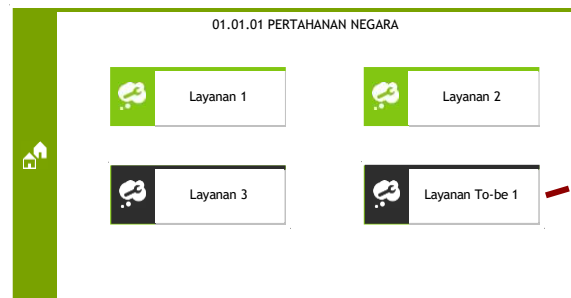 01.01.01 PERTAHANAN NEGARA
Layanan 1
Layanan 2
Layanan 3
Layanan To-be 1